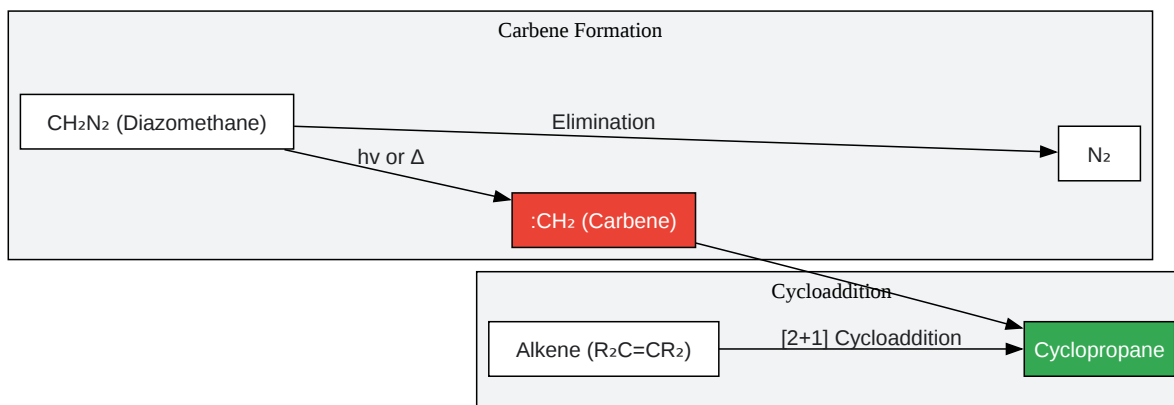 Carbene Formation
CH₂N₂ (Diazomethane)
Elimination
N₂
hν or Δ
:CH₂ (Carbene)
Cycloaddition
Alkene (R₂C=CR₂)
[2+1] Cycloaddition
Cyclopropane